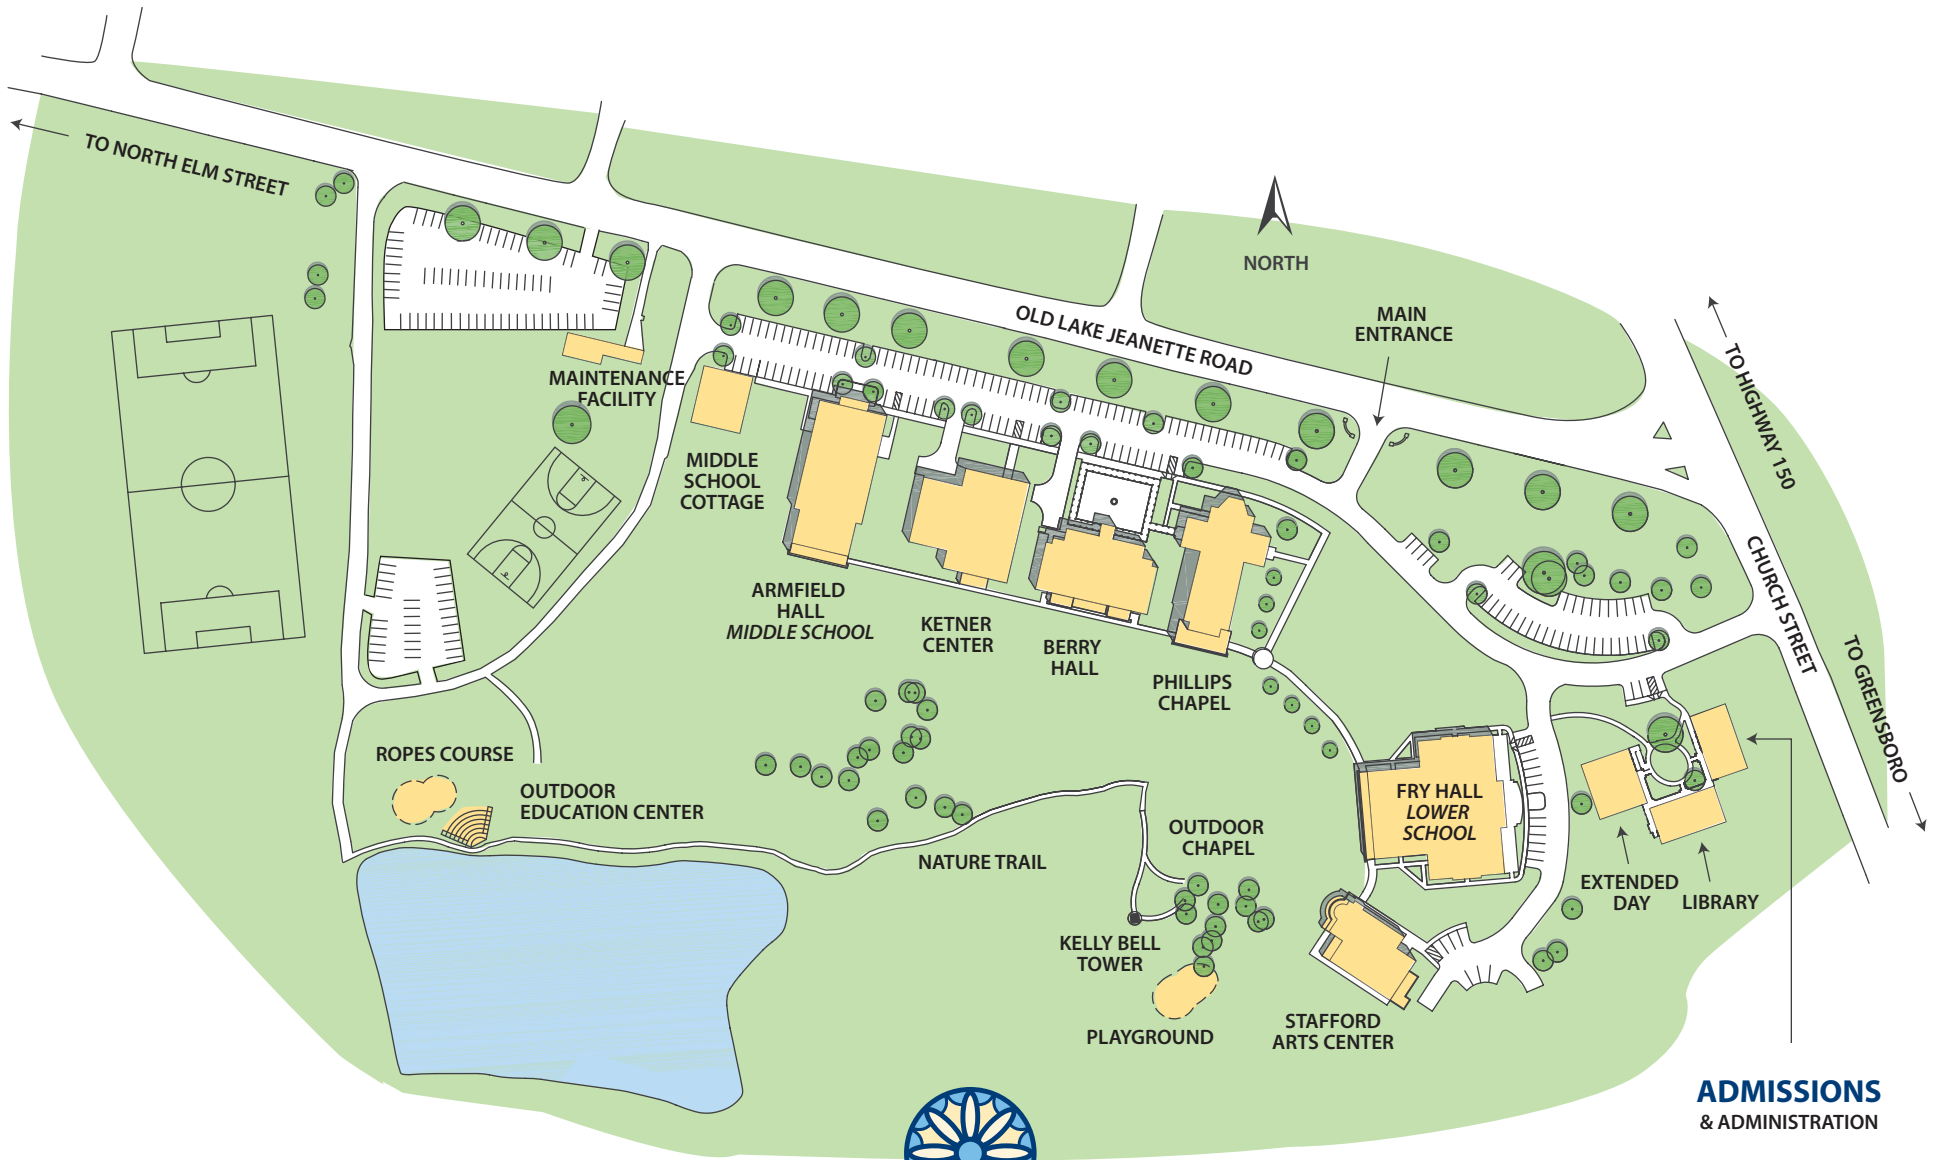 TO NORTH ELM STREET
NORTH
OLD LAKE JEANETTE ROAD
MAIN
ENTRANCE
TO HIGHWAY 150
MAINTENANCE
FACILITY
MIDDLE
SCHOOL
COTTAGE
ARMFIELD
HALL
MIDDLE SCHOOL
KETNER
CENTER
BERRY
HALL
PHILLIPS
CHAPEL
CHURCH STREET
TO GREENSBORO
ROPES COURSE
OUTDOOR
EDUCATION CENTER
NATURE TRAIL
OUTDOOR
CHAPEL
FRY HALL
LOWER
SCHOOL
EXTENDED
DAY
LIBRARY
KELLY BELL
TOWER
PLAYGROUND
STAFFORD
ARTS CENTER
ADMISSIONS
& ADMINISTRATION